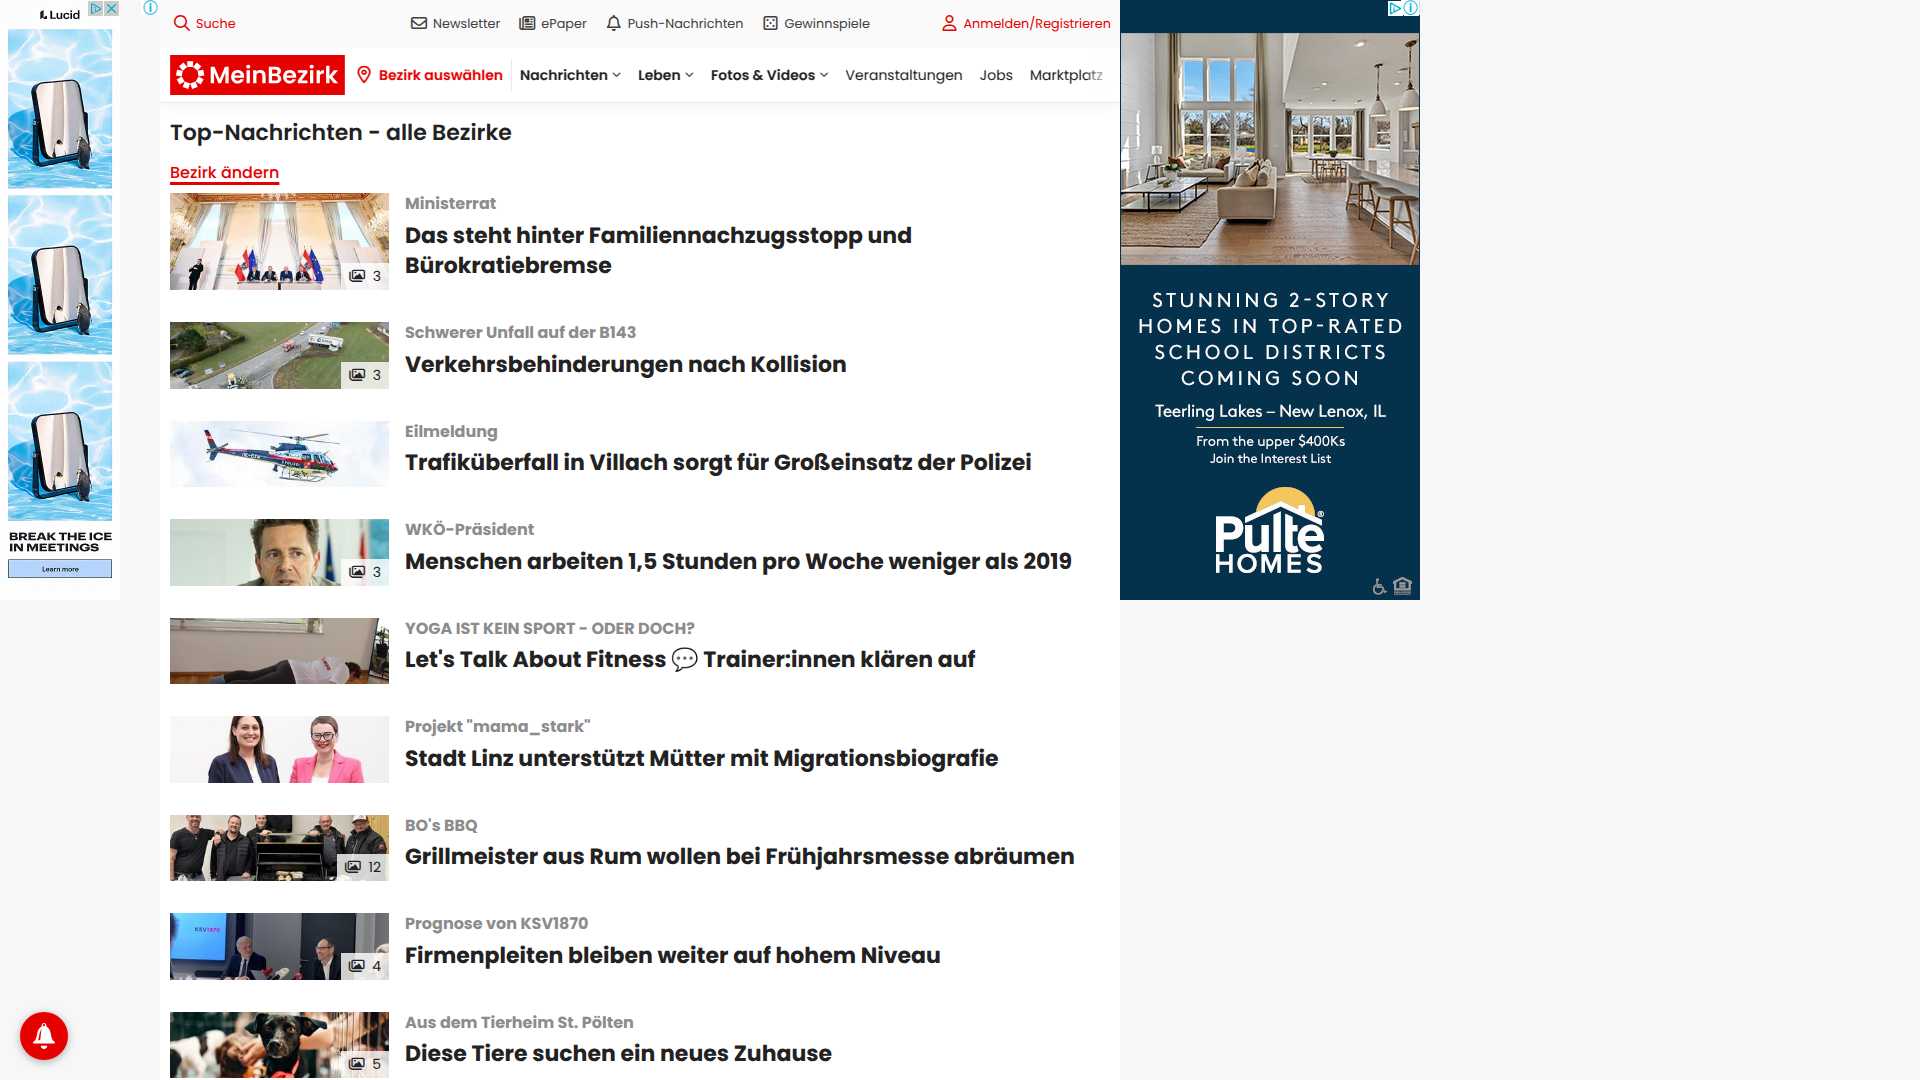 Lucid
BREAK THE ICE
IN MEETINGS
Learn more
Suche
Newsletter
ePaper
Push-Nachrichten
Gewinnspiele
Anmelden/Registrieren
MeinBezirk
Bezirk auswählen
Nachrichten
Leben
Fotos & Videos
Veranstaltungen
Jobs
Marktplatz
Top-Nachrichten - alle Bezirke
Bezirk ändern
3
Ministerrat
Das steht hinter Familiennachzugsstopp und
Bürokratiebremse
3
Schwerer Unfall auf der B143
Verkehrsbehinderungen nach Kollision
Eilmeldung
Trafiküberfall in Villach sorgt für Großeinsatz der Polizei
3
WKÖ-Präsident
Menschen arbeiten 1,5 Stunden pro Woche weniger als 2019
YOGA IST KEIN SPORT - ODER DOCH?
Let's Talk About Fitness 💬 Trainer:innen klären auf
Projekt "mama_stark"
Stadt Linz unterstützt Mütter mit Migrationsbiografie
12
BO's BBQ
Grillmeister aus Rum wollen bei Frühjahrsmesse abräumen
KSV1870
4
Prognose von KSV1870
Firmenpleiten bleiben weiter auf hohem Niveau
5
Aus dem Tierheim St. Pölten
Diese Tiere suchen ein neues Zuhause
STUNNING 2-STORY
HOMES IN TOP-RATED
SCHOOL DISTRICTS
COMING SOON
Teerling Lakes – New Lenox, IL
From the upper $400Ks
Join the Interest List
Pulte®
HOMES